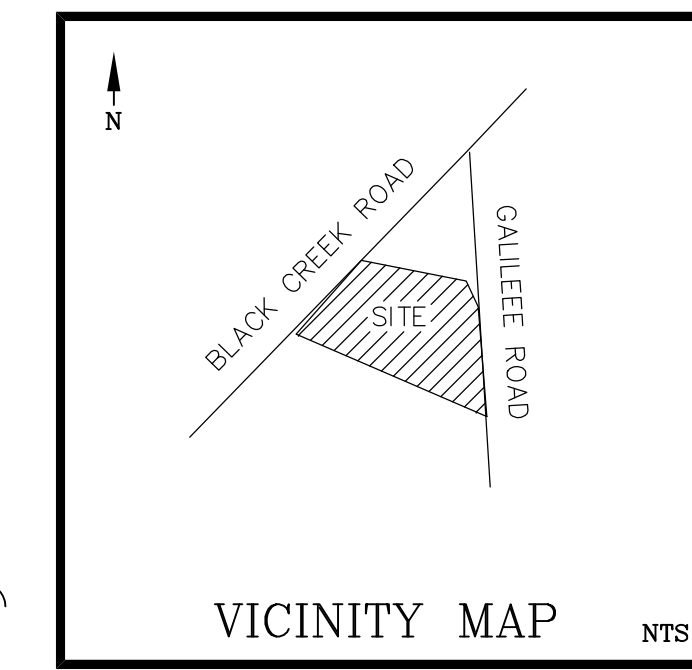 N
BLACK CREEK ROAD
GALILEEE ROAD
SITE
VICINITY MAP
NTS